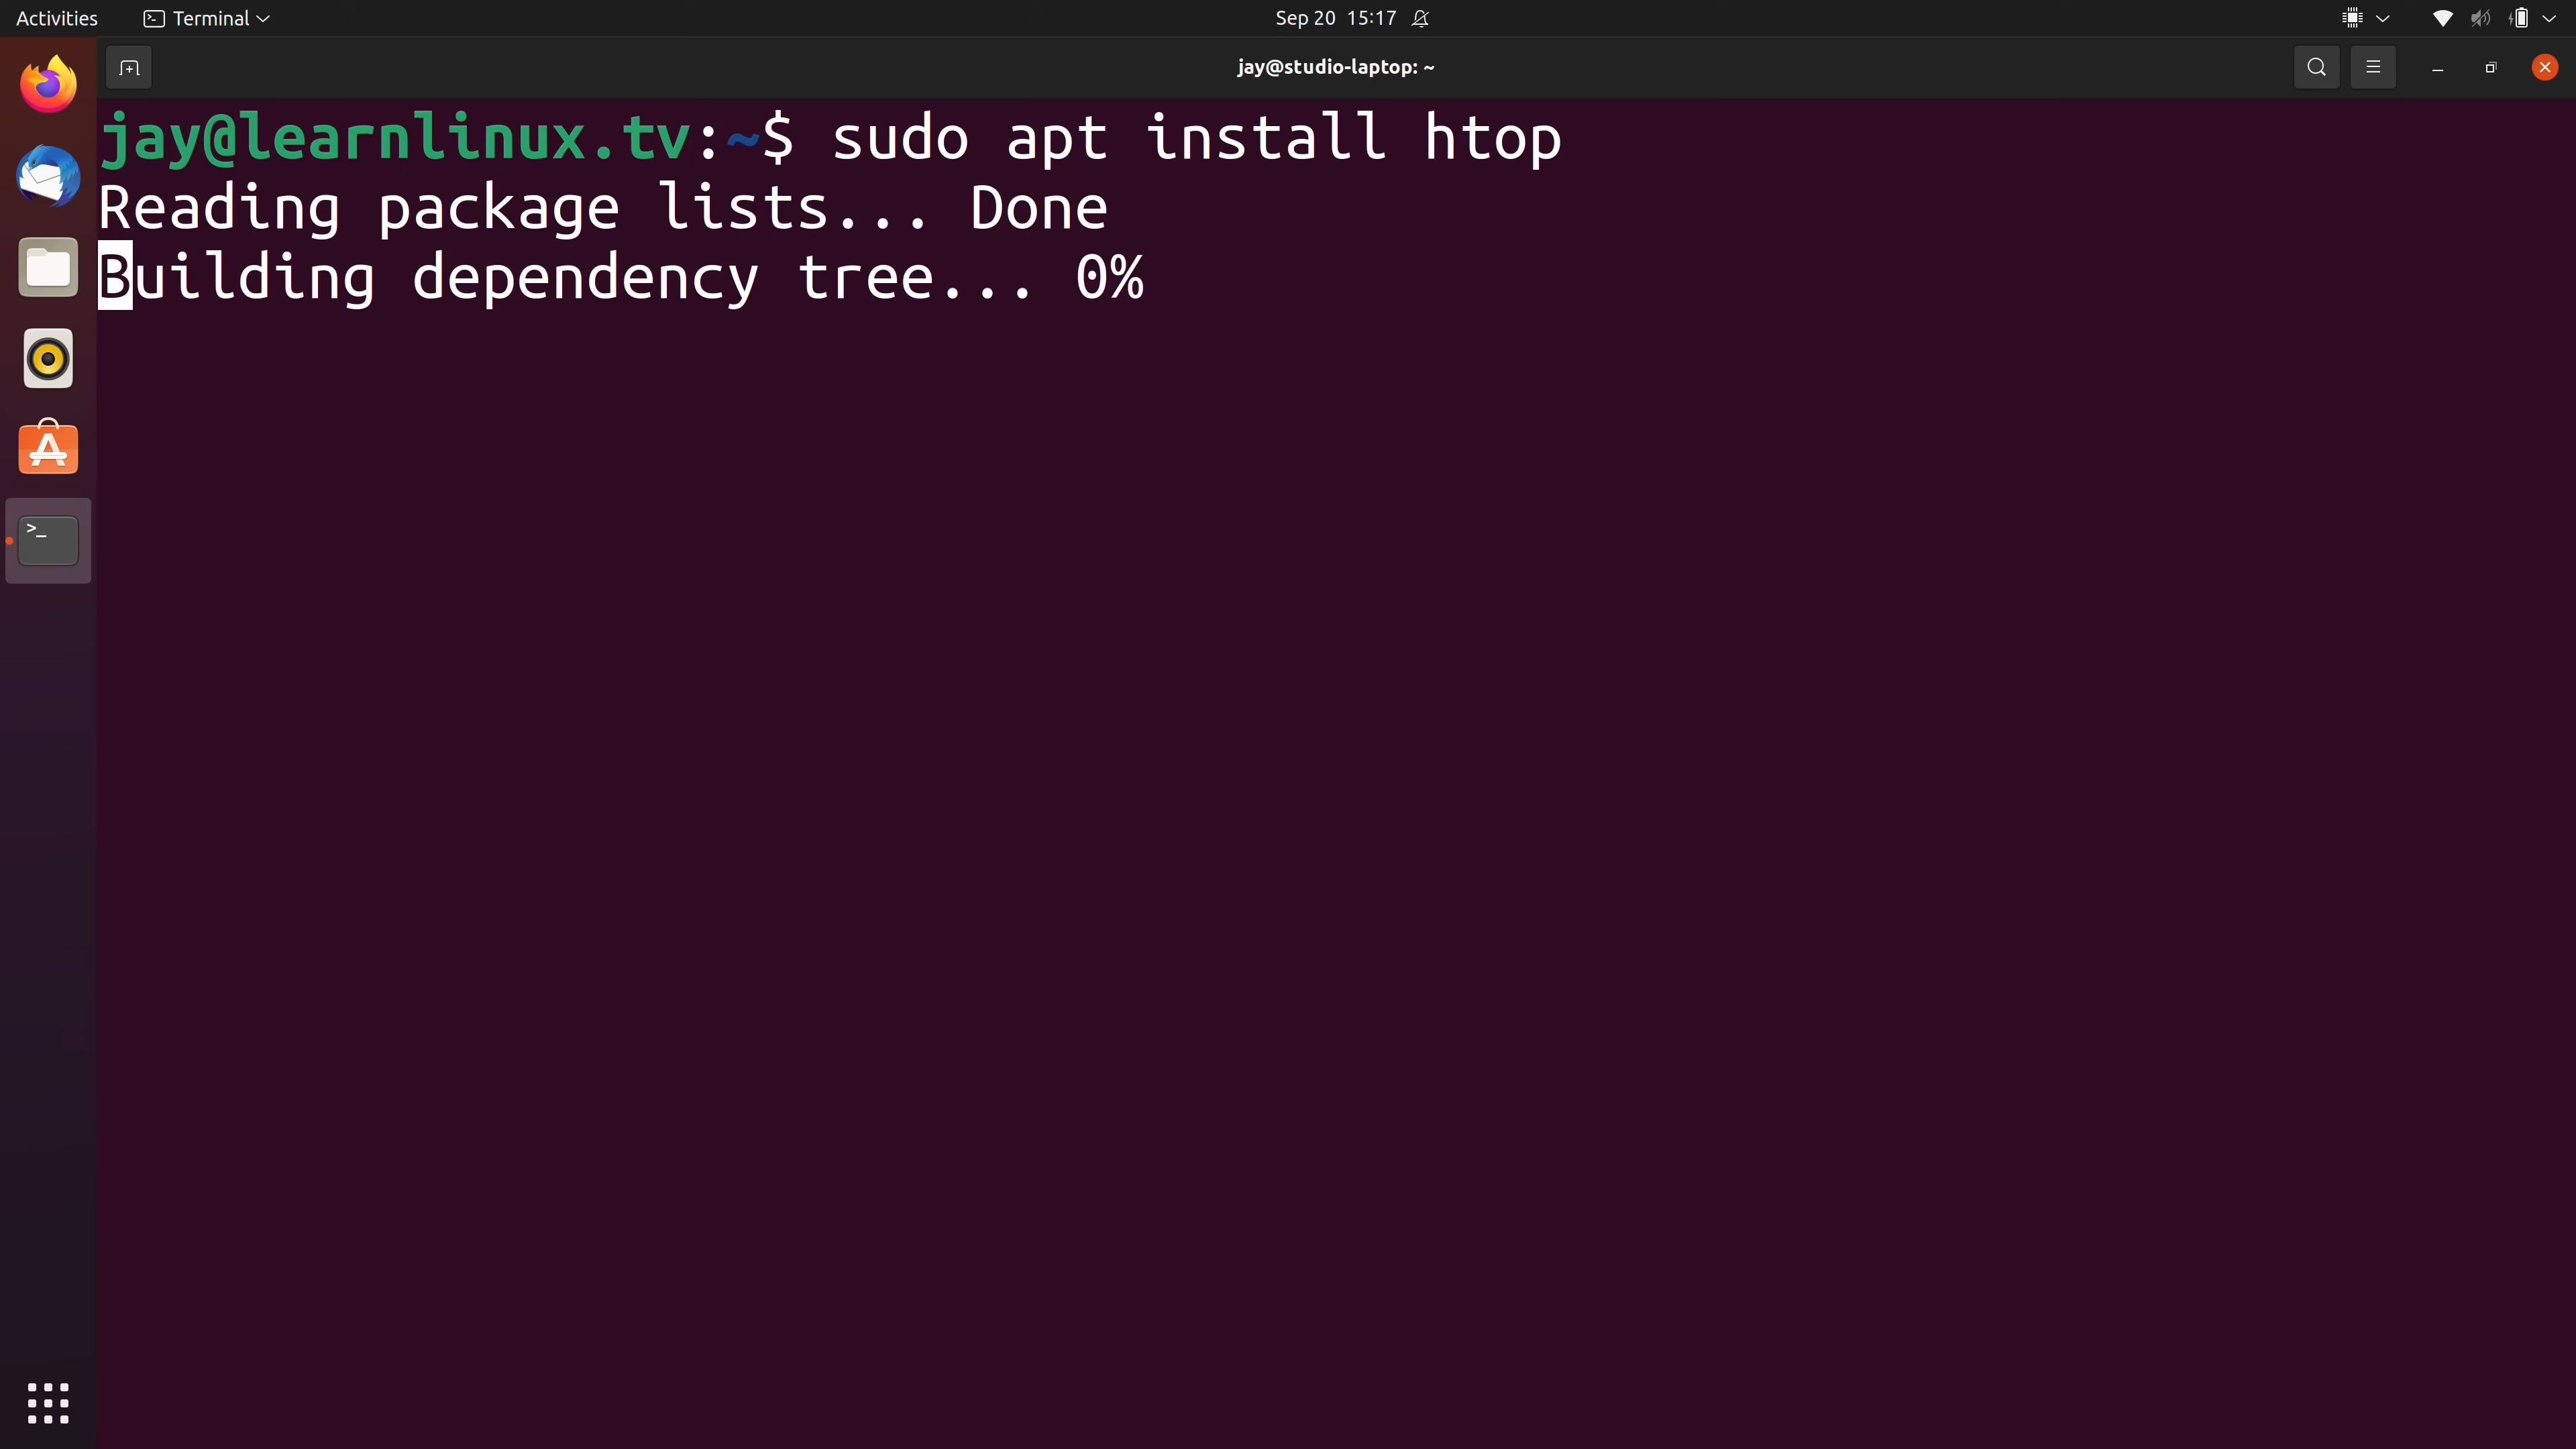 Activities Terminal Sep 20 15:17
jay@studio-laptop: ~
jay@learnlinux.tv:~$ sudo apt install htop
Reading package lists... Done
Building dependency tree... 0%